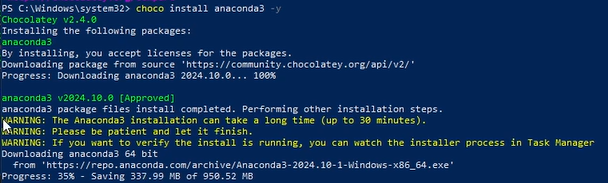 PS C:\Windows\system32> choco install anaconda3 -y
Chocolatey v2.4.0
Installing the following packages:
anaconda3
By installing, you accept licenses for the packages.
Downloading package from source 'https://community.chocolatey.org/api/v2/'
Progress: Downloading anaconda3 2024.10.0... 100%
anaconda3 v2024.10.0 [Approved]
anaconda3 package files install completed. Performing other installation steps.
WARNING: The Anaconda3 installation can take a long time (up to 30 minutes).
WARNING: Please be patient and let it finish.
WARNING: If you want to verify the install is running, you can watch the installer process in Task Manager
Downloading anaconda3 64 bit
from 'https://repo.anaconda.com/archive/Anaconda3-2024.10-1-Windows-x86_64.exe'
Progress: 35% - Saving 337.99 MB of 950.52 MB